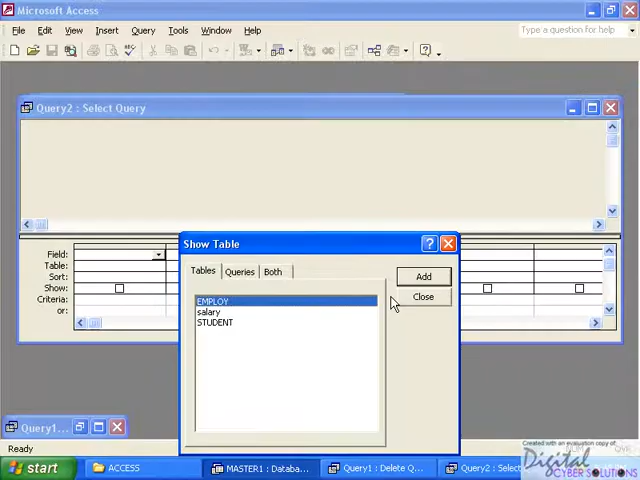 Microsoft Access
File Edit View Insert Query Tools Window Help
Type a question for help
Query2 : Select Query
Show Table
Field:
Table:
Sort:
Show:
Criteria:
or:
Tables Queries Both
Add
Close
EMPLOY
salary
STUDENT
Query1...
Ready
NUM
OVR
start
ACCESS
MASTER1 : Databa...
Query1 : Delete Q...
Query2 : Select
Created with an evaluation copy of:
Digital
CYBER SOLUTIONS